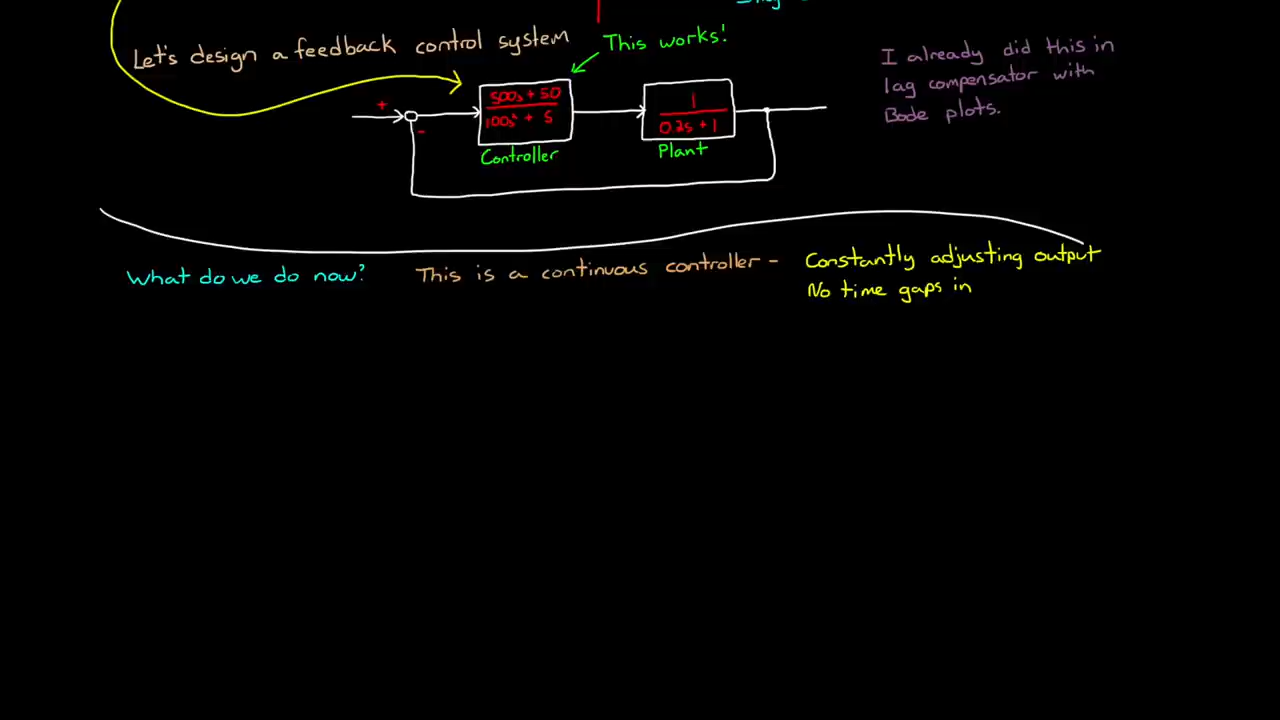 Let's design a feedback control system
This works!
I already did this in
lag compensator with
Bode plots.
+
-
500s + 50
100s + 5
Controller
1
0.2s + 1
Plant
What do we do now?
This is a continuous controller -
Constantly adjusting output
No time gaps in